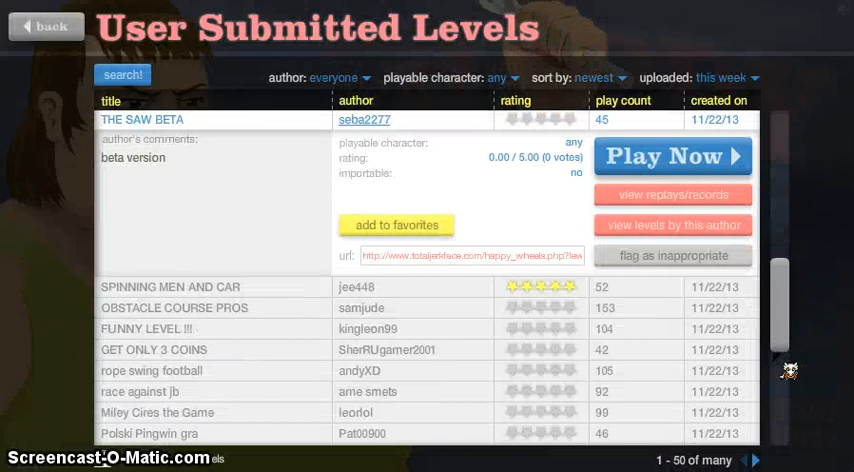 back
User Submitted Levels
search!
author: everyone playable character: any sort by: newest uploaded: this week
title author rating play count created on
THE SAW BETA seba2277 45 11/22/13
author's comments:
beta version
playable character: any
rating: 0.00 / 5.00 (0 votes)
importable: no
Play Now
view replays/records
add to favorites
view levels by this author
url: http://www.totaljerkface.com/happy_wheels.php?lev
flag as inappropriate
SPINNING MEN AND CAR jee448 52 11/22/13
OBSTACLE COURSE PROS samjude 153 11/22/13
FUNNY LEVEL !!! kingleon99 104 11/22/13
GET ONLY 3 COINS SherRUgamer2001 42 11/22/13
rope swing football andyXD 105 11/22/13
race against jb arne smets 92 11/22/13
Miley Cires the Game leorlol 99 11/22/13
Polski Pingwin gra Pat00900 46 11/22/13
Screencast-O-Matic.com
1 - 50 of many